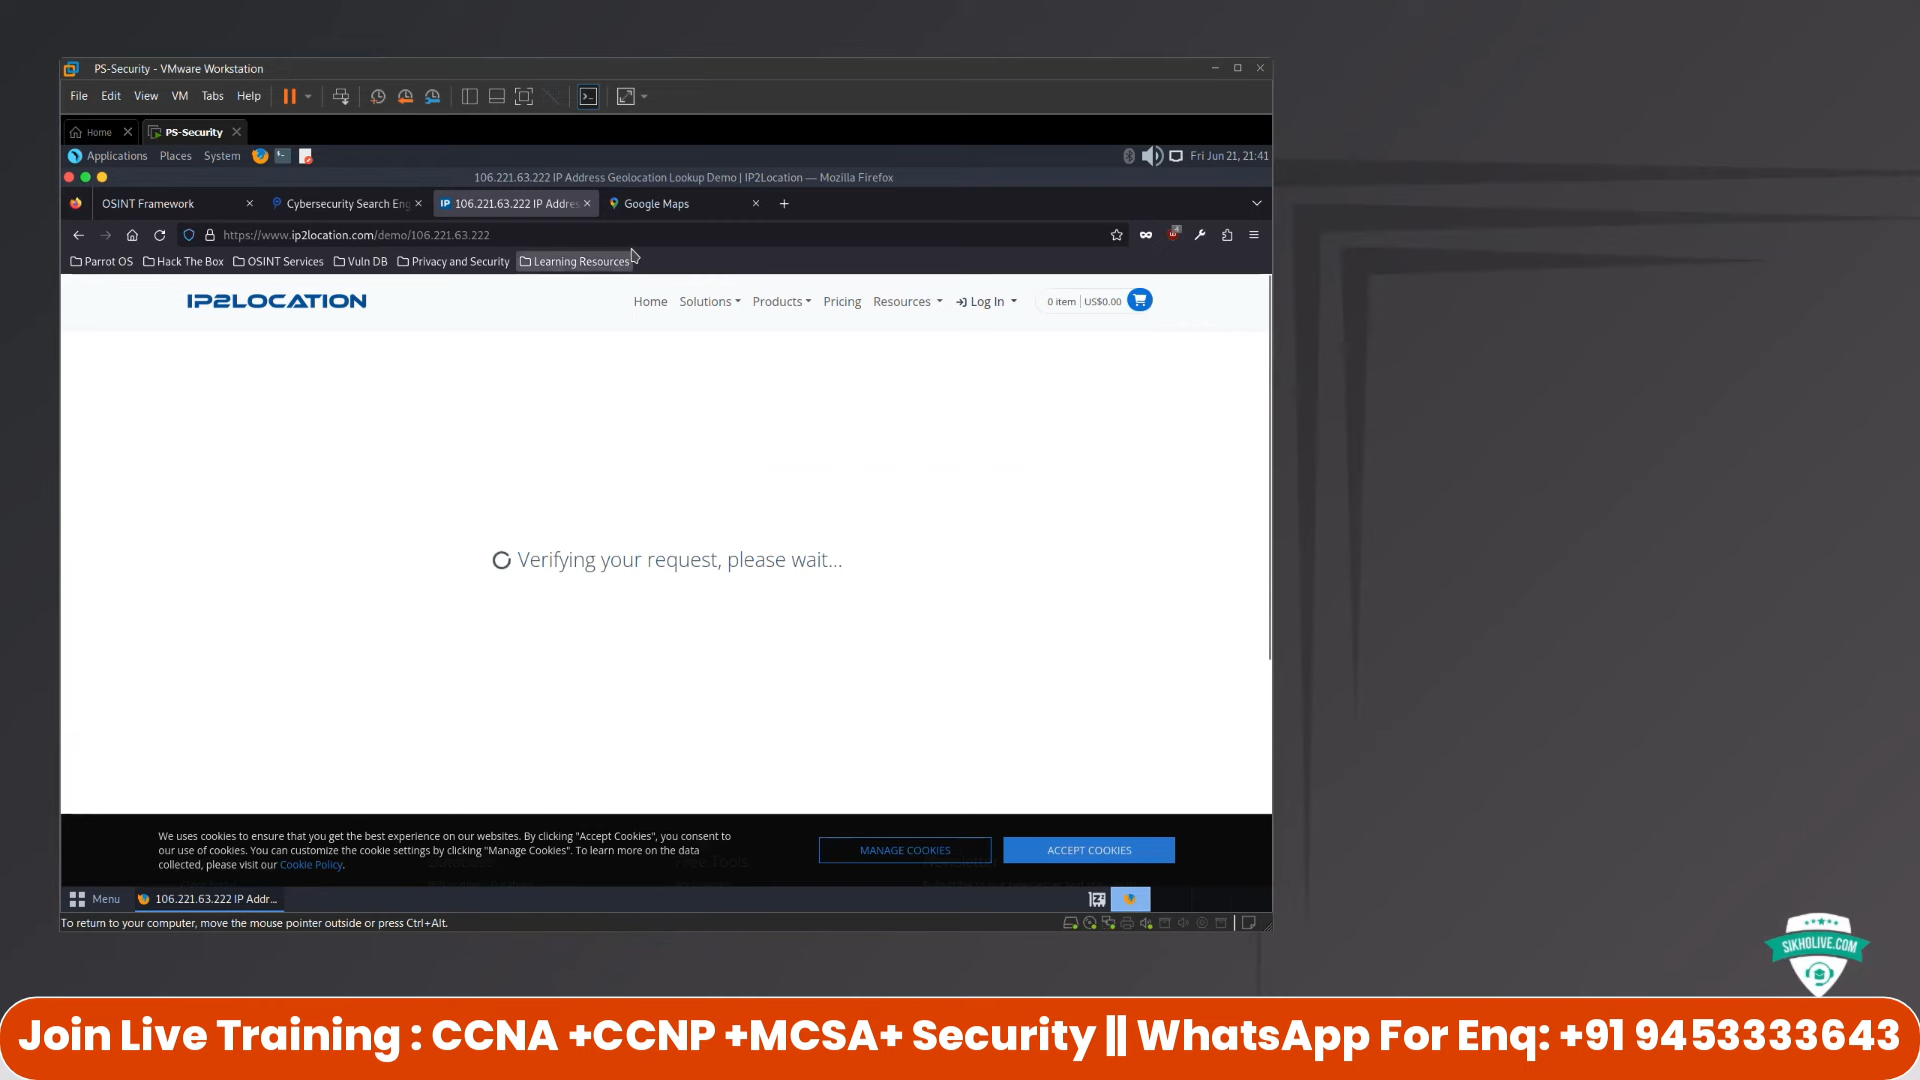 PS-Security - VMware Workstation
File Edit View VM Tabs Help
Home PS-Security
Applications Places System Fri Jun 21, 21:41
106.221.63.222 IP Address Geolocation Lookup Demo | IP2Location — Mozilla Firefox
OSINT Framework Cybersecurity Search Eng IP 106.221.63.222 IP Addres Google Maps
https://www.ip2location.com/demo/106.221.63.222
Parrot OS Hack The Box OSINT Services Vuln DB Privacy and Security Learning Resources
IP2LOCATION Home Solutions Products Pricing Resources Log In 0 item US$0.00
Verifying your request, please wait...
We uses cookies to ensure that you get the best experience on our websites. By clicking "Accept Cookies", you consent to
our use of cookies. You can customize the cookie settings by clicking "Manage Cookies". To learn more on the data
collected, please visit our Cookie Policy.
MANAGE COOKIES ACCEPT COOKIES
Free Tools
Menu 106.221.63.222 IP Addr...
To return to your computer, move the mouse pointer outside or press Ctrl+Alt.
SIKHOLIVE.COM
Join Live Training : CCNA +CCNP +MCSA+ Security || WhatsApp For Enq: +91 9453333643